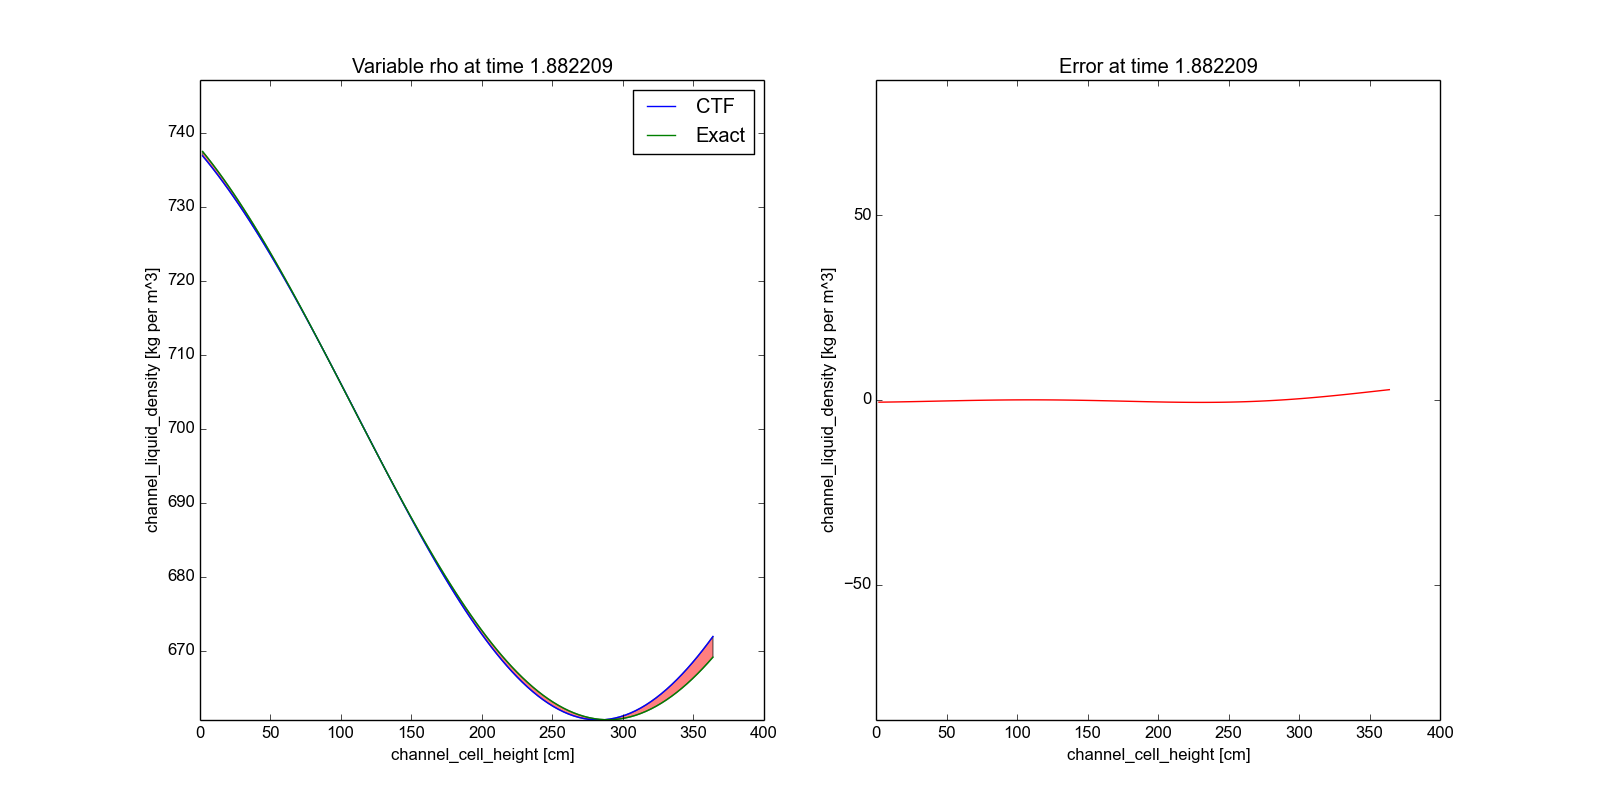 Variable rho at time 1.882209
CTF
Exact
740
730
720
710
700
690
680
670
channel_liquid_density [kg per m^3]
0 50 100 150 200 250 300 350 400
channel_cell_height [cm]
Error at time 1.882209
50
0
−50
channel_liquid_density [kg per m^3]
0 50 100 150 200 250 300 350 400
channel_cell_height [cm]